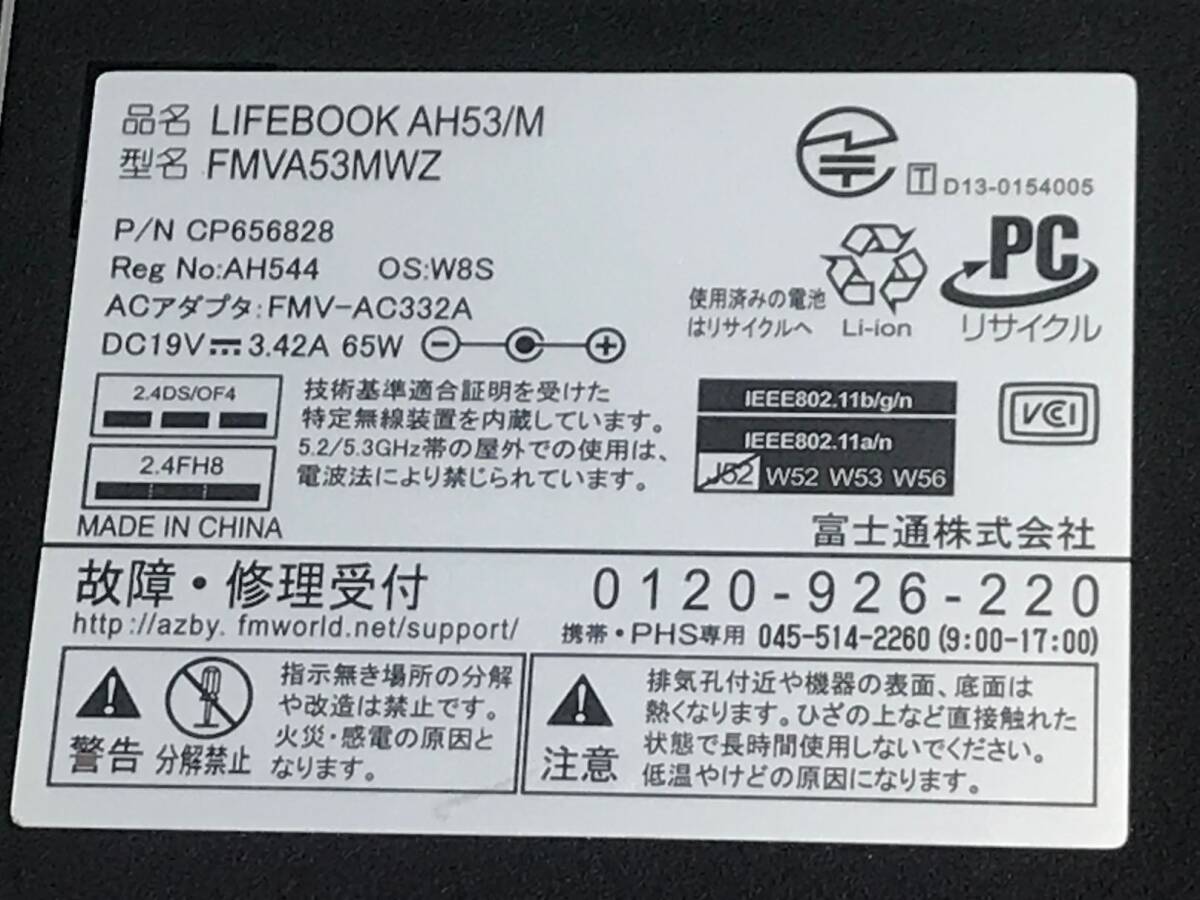 品名 LIFEBOOK AH53/M
型名 FMVA53MWZ
T D13-0154005
P/N CP656828
Reg No:AH544 OS:W8S
ACアダプタ:FMV-AC332A
DC19V 3.42A 65W
使用済みの電池
はリサイクルへ
Li-ion
PC
リサイクル
2.4DS/OF4
2.4FH8
技術基準適合証明を受けた
特定無線装置を内蔵しています。
5.2/5.3GHz帯の屋外での使用は、
電波法により禁じられています。
IEEE802.11b/g/n
IEEE802.11a/n
J52 W52 W53 W56
VCCI
MADE IN CHINA
富士通株式会社
故障・修理受付 0120-926-220
http://azby.fmworld.net/support/
携帯・PHS専用 045-514-2260 (9:00-17:00)
警告
分解禁止
指示無き場所の分解
や改造は禁止です。
火災・感電の原因と
なります。
注意
排気孔付近や機器の表面、底面は
熱くなります。ひざの上など直接触れた
状態で長時間使用しないでください。
低温やけどの原因になります。